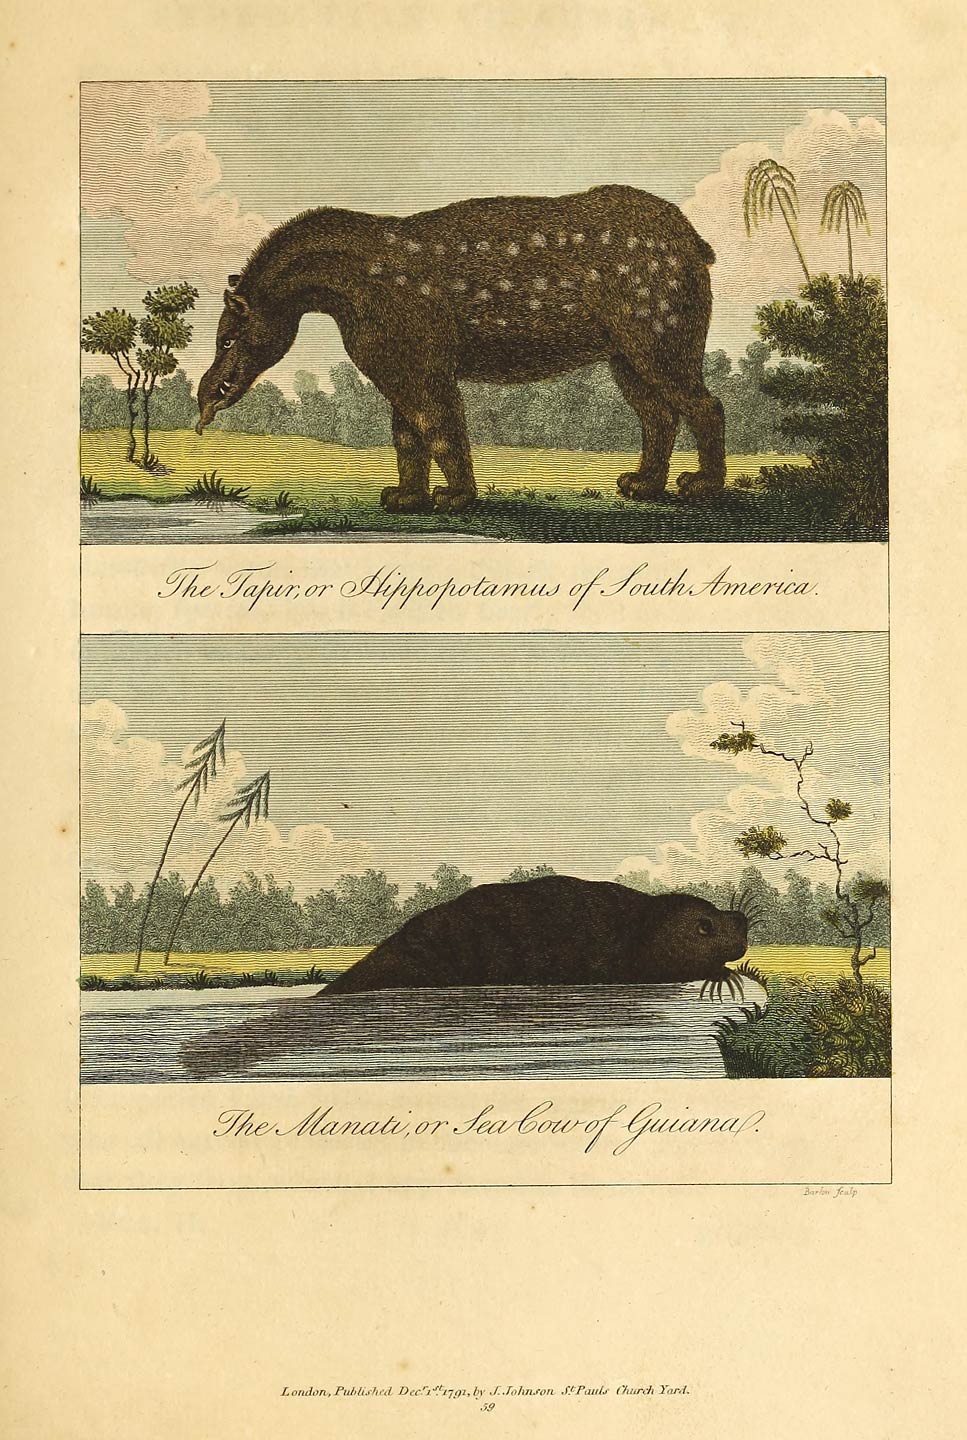 The Tapir, or Hippopotamus of South America.
The Manati, or Sea Cow of Guiana.
Barlow Sculp
London, Published Decr. 1st. 1791, by J. Johnson St. Pauls Church Yard.
59